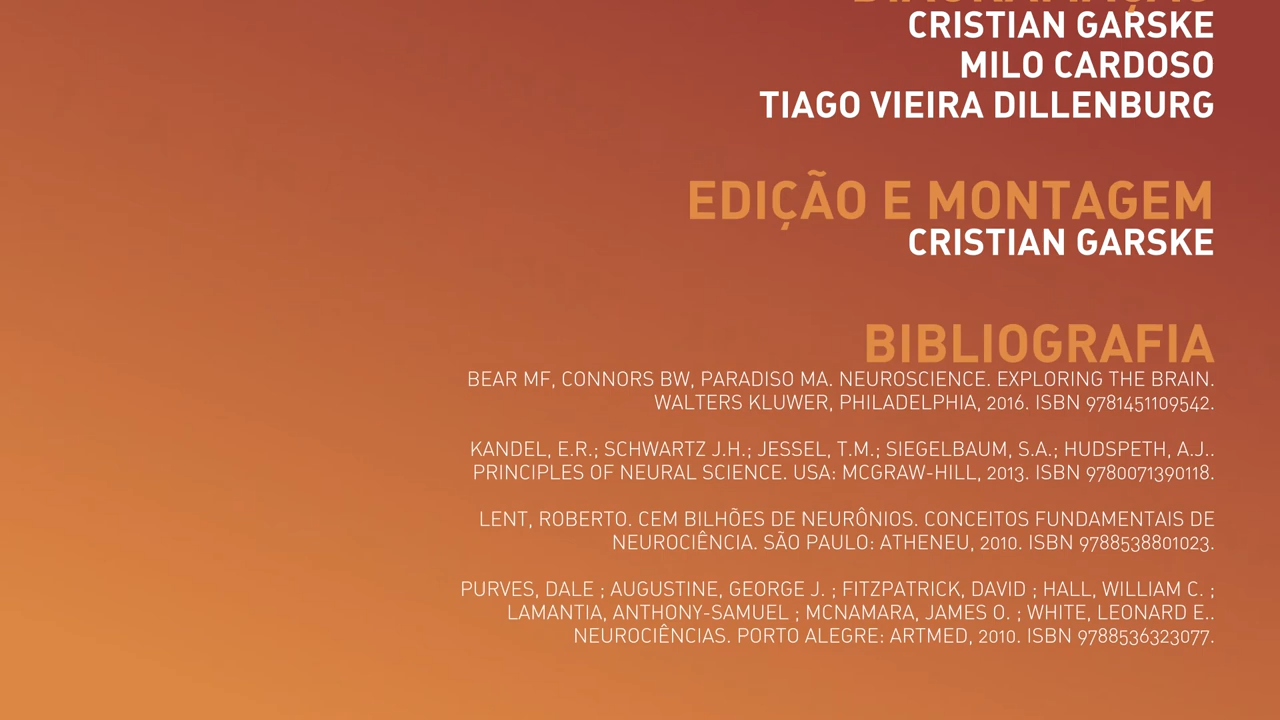 CRISTIAN GARSKE
MILO CARDOSO
TIAGO VIEIRA DILLENBURG
EDIÇÃO E MONTAGEM
CRISTIAN GARSKE
BIBLIOGRAFIA
BEAR MF, CONNORS BW, PARADISO MA. NEUROSCIENCE. EXPLORING THE BRAIN.
WALTERS KLUWER, PHILADELPHIA, 2016. ISBN 9781451109542.
KANDEL, E.R.; SCHWARTZ J.H.; JESSEL, T.M.; SIEGELBAUM, S.A.; HUDSPETH, A.J..
PRINCIPLES OF NEURAL SCIENCE. USA: MCGRAW-HILL, 2013. ISBN 9780071390118.
LENT, ROBERTO. CEM BILHÕES DE NEURÔNIOS. CONCEITOS FUNDAMENTAIS DE
NEUROCIÊNCIA. SÃO PAULO: ATHENEU, 2010. ISBN 9788538801023.
PURVES, DALE ; AUGUSTINE, GEORGE J. ; FITZPATRICK, DAVID ; HALL, WILLIAM C. ;
LAMANTIA, ANTHONY-SAMUEL ; MCNAMARA, JAMES O. ; WHITE, LEONARD E..
NEUROCIÊNCIAS. PORTO ALEGRE: ARTMED, 2010. ISBN 9788536323077.